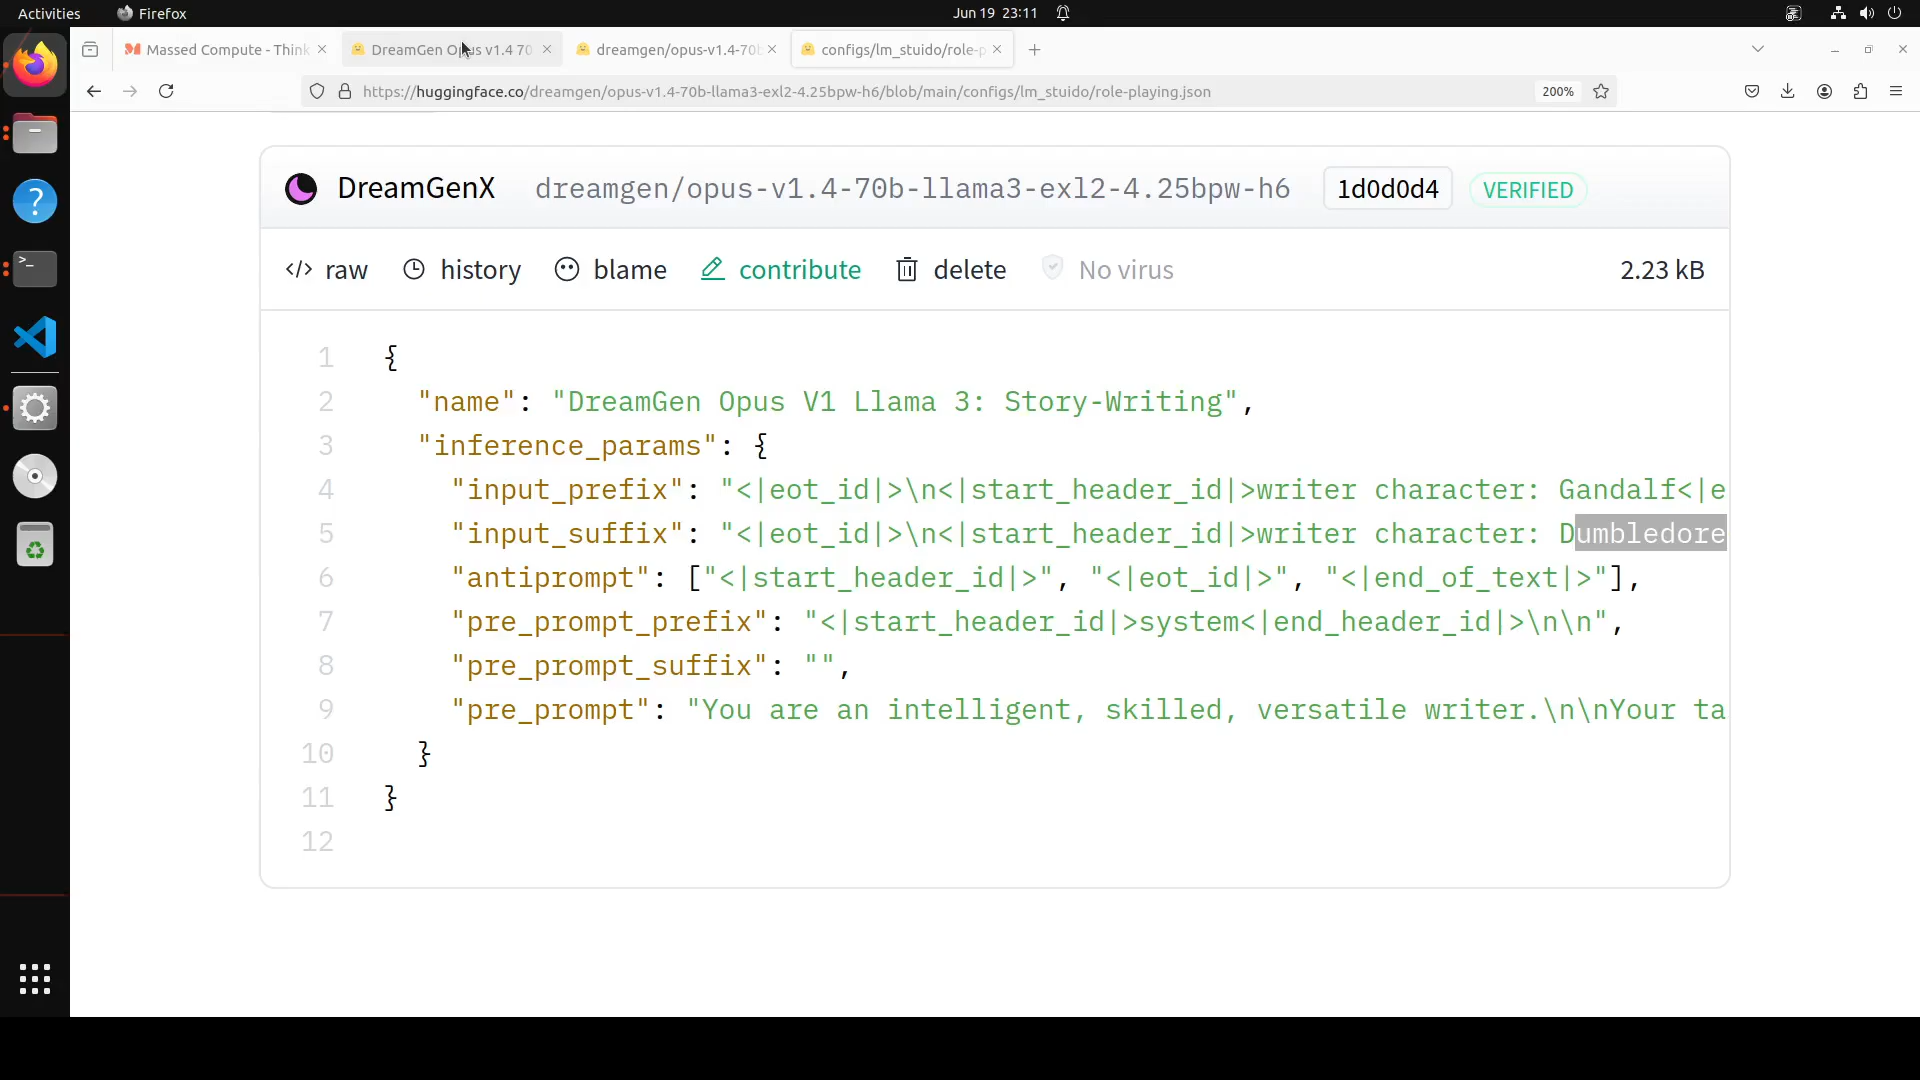 Activities
Firefox
Jun 19 23:11
Massed Compute - Think
DreamGen Opus v1.4 70
dreamgen/opus-v1.4-70b
configs/lm_stuido/role-p
https://huggingface.co/dreamgen/opus-v1.4-70b-llama3-exl2-4.25bpw-h6/blob/main/configs/lm_stuido/role-playing.json
200%
DreamGenX dreamgen/opus-v1.4-70b-llama3-exl2-4.25bpw-h6 1d0d0d4 VERIFIED
</> raw history blame contribute delete No virus 2.23 kB
1 {
2 "name": "DreamGen Opus V1 Llama 3: Story-Writing",
3 "inference_params": {
4 "input_prefix": "<|eot_id|>\n<|start_header_id|>writer character: Gandalf<|e
5 "input_suffix": "<|eot_id|>\n<|start_header_id|>writer character: Dumbledore
6 "antiprompt": ["<|start_header_id|>", "<|eot_id|>", "<|end_of_text|>"],
7 "pre_prompt_prefix": "<|start_header_id|>system<|end_header_id|>\n\n",
8 "pre_prompt_suffix": "",
9 "pre_prompt": "You are an intelligent, skilled, versatile writer.\n\nYour ta
10 }
11 }
12